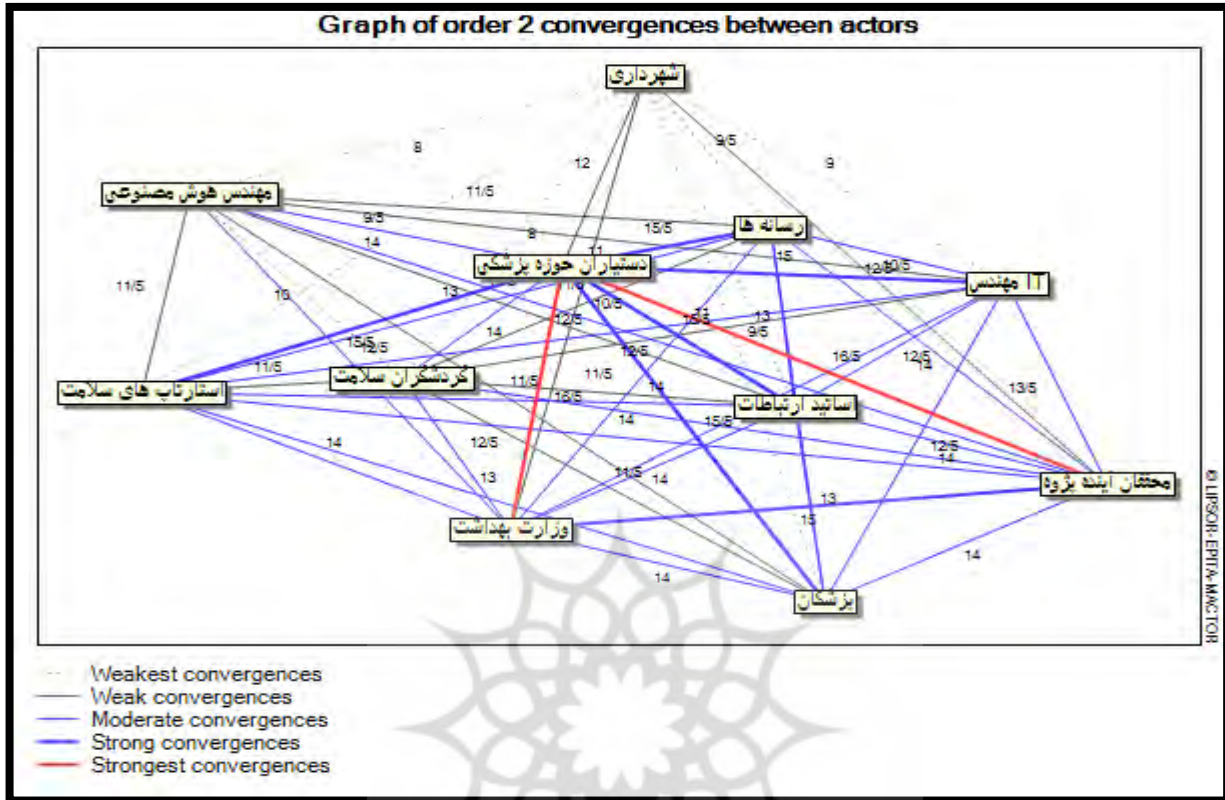 Graph of order 2 convergences between actors
شهرداری
9/5
8
12
9
مهندس هوش مصنوعی
11/5
9/5
15/5
رسانه ها
14
8
11
15
دستیاران حوزه پزشکی
10/5
مهندس IT
11/5
10
13
10/5
12/5
13
9/5
14
15/5
12/5
16/5
12/5
14
11/5
گردشگران سلامت
11/5
11/5
14
13/5
استارتاپ های سلامت
16/5
اساتید ارتباطات
14
15/5
14
12/5
12/5
14
محققان آینده پژوه
13
11/5
14
13
وزارت بهداشت
15
14
14
پزشکان
© LIPSOR-EPITA-MACTOR
Weakest convergences
Weak convergences
Moderate convergences
Strong convergences
Strongest convergences